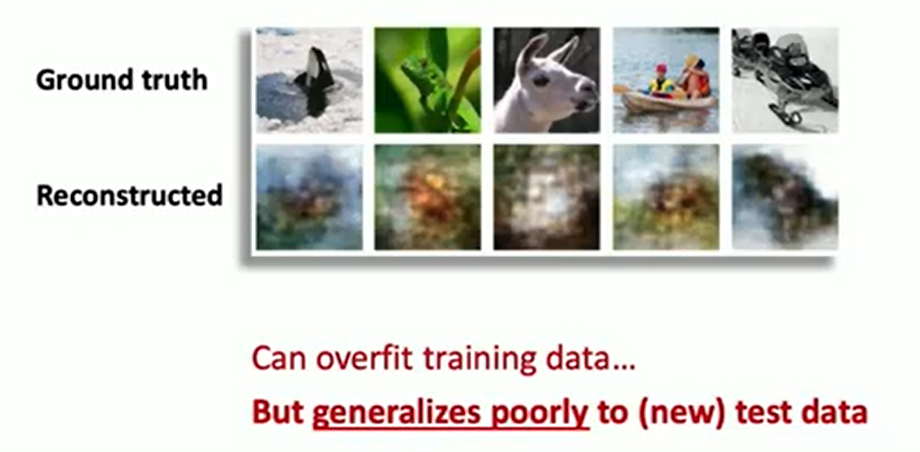 Ground truth
Reconstructed
Can overfit training data...
But generalizes poorly to (new) test data